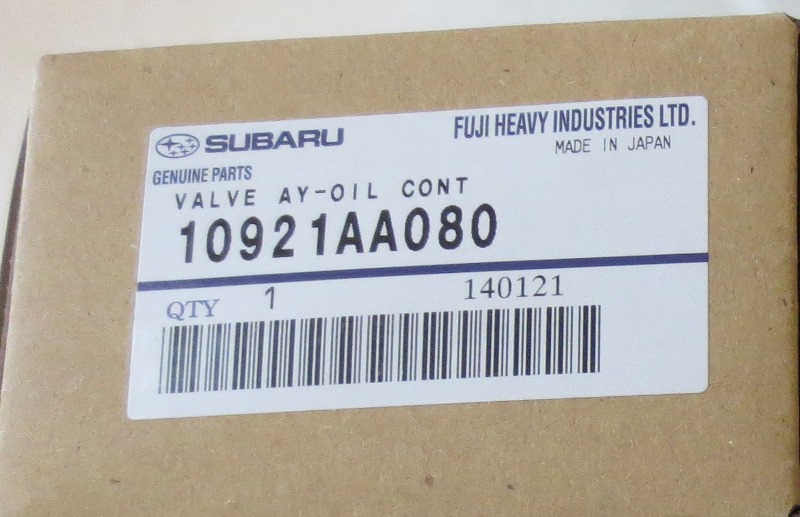 SUBARU
FUJI HEAVY INDUSTRIES LTD.
MADE IN JAPAN
GENUINE PARTS
VALVE AY-OIL CONT
10921AA080
QTY 1 140121